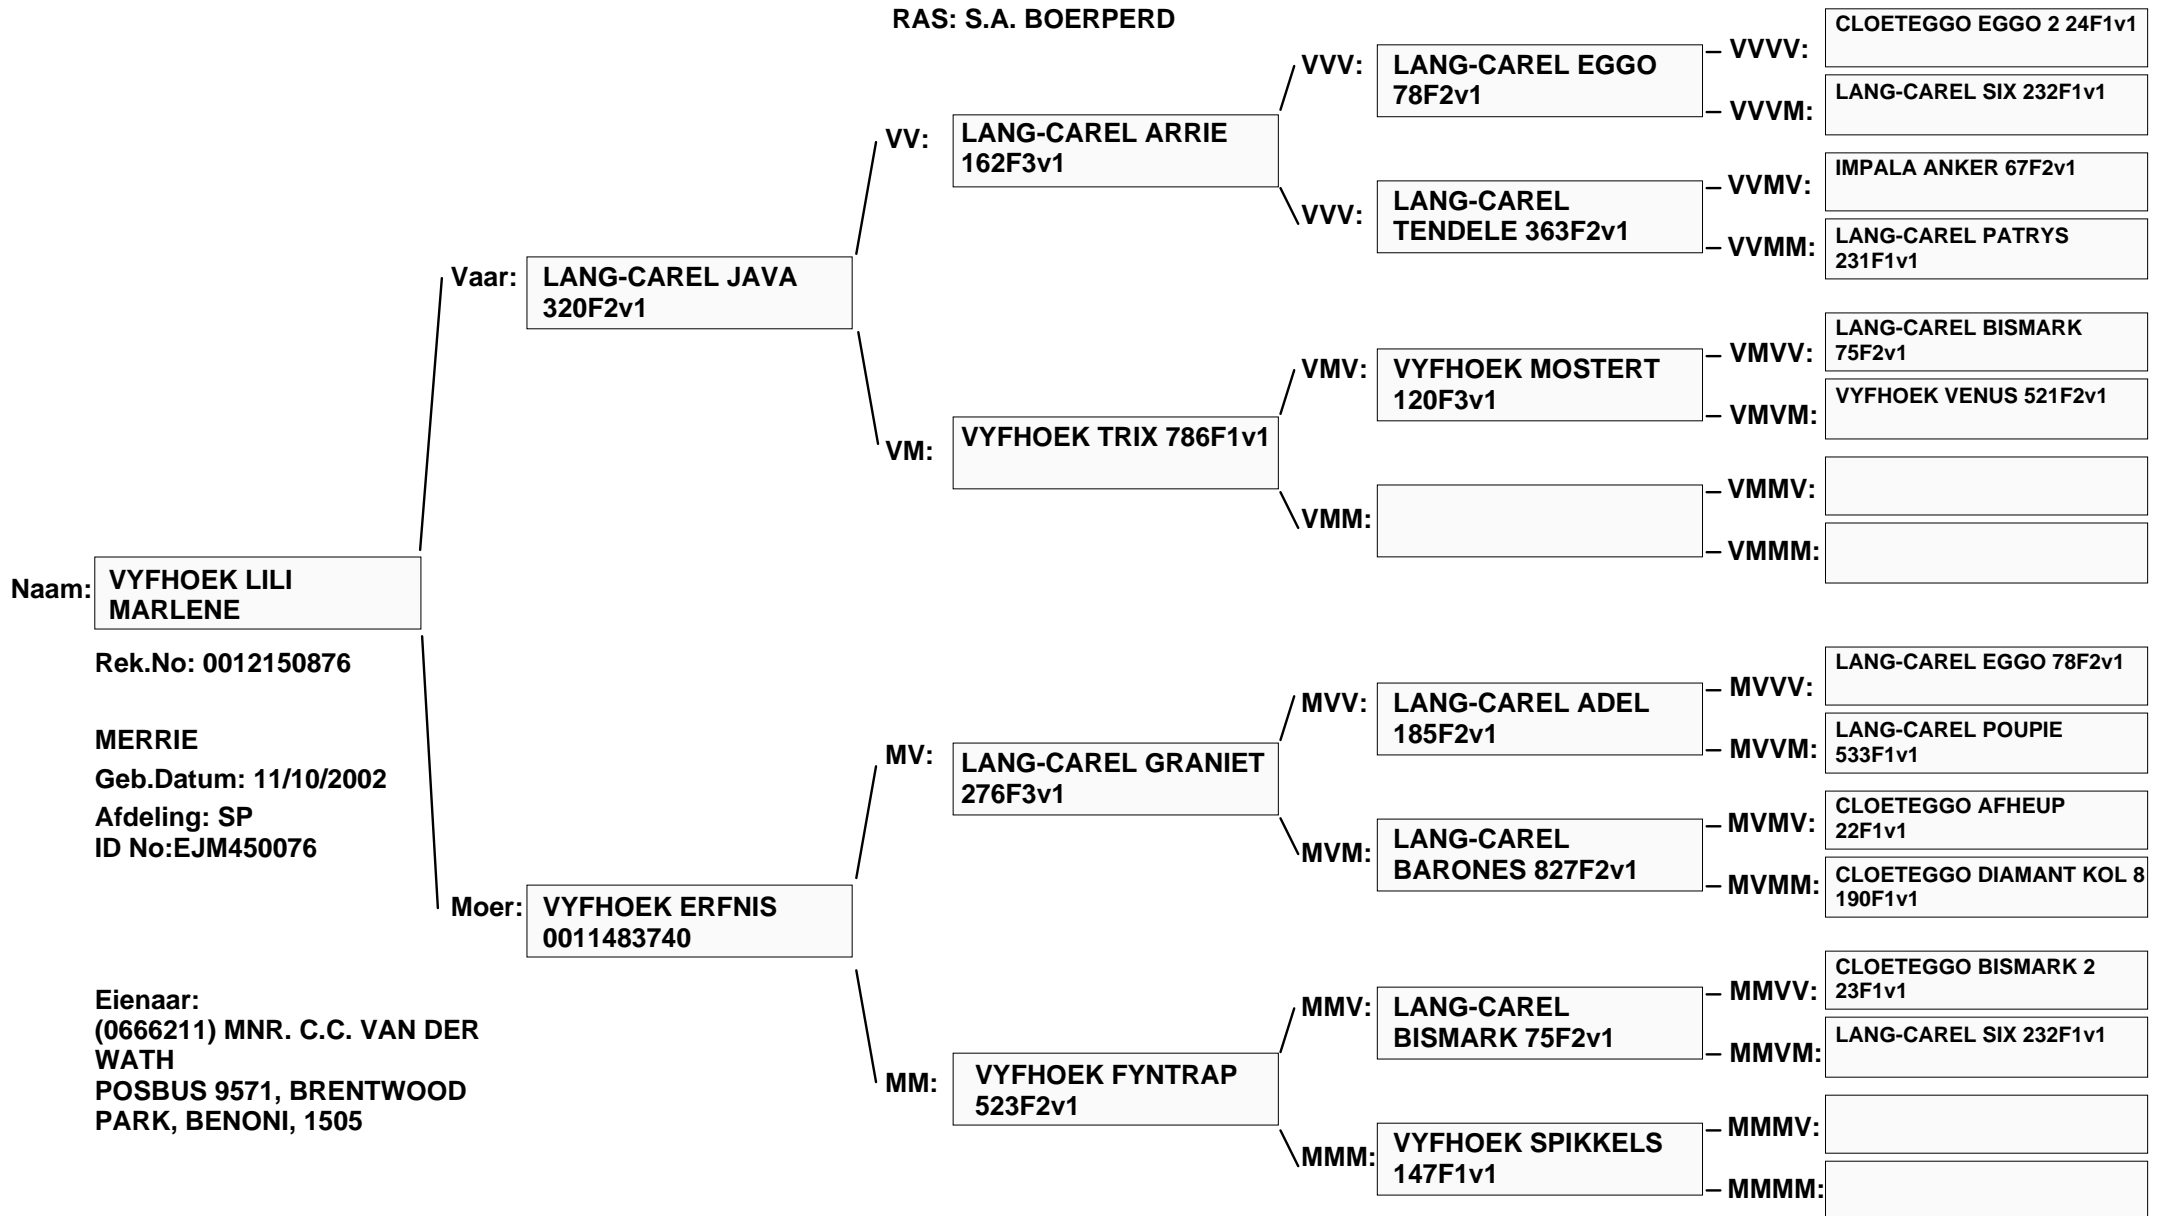 RAS: S.A. BOERPERD
Naam:
VYFHOEK LILI
MARLENE
Rek.No: 0012150876
MERRIE
Geb.Datum: 11/10/2002
Afdeling: SP
ID No:EJM450076
Eienaar:
(0666211) MNR. C.C. VAN DER
WATH
POSBUS 9571, BRENTWOOD
PARK, BENONI, 1505
Vaar:
LANG-CAREL JAVA
320F2v1
Moer:
VYFHOEK ERFNIS
0011483740
VV:
LANG-CAREL ARRIE
162F3v1
VM:
VYFHOEK TRIX 786F1v1
MV:
LANG-CAREL GRANIET
276F3v1
MM:
VYFHOEK FYNTRAP
523F2v1
VVV:
LANG-CAREL EGGO
78F2v1
VVV:
LANG-CAREL
TENDELE 363F2v1
VMV:
VYFHOEK MOSTERT
120F3v1
VMM:
MVV:
LANG-CAREL ADEL
185F2v1
MVM:
LANG-CAREL
BARONES 827F2v1
MMV:
LANG-CAREL
BISMARK 75F2v1
MMM:
VYFHOEK SPIKKELS
147F1v1
VVVV:
CLOETEGGO EGGO 2 24F1v1
VVVM:
LANG-CAREL SIX 232F1v1
VVMV:
IMPALA ANKER 67F2v1
VVMM:
LANG-CAREL PATRYS
231F1v1
VMVV:
LANG-CAREL BISMARK
75F2v1
VMVM:
VYFHOEK VENUS 521F2v1
VMMV:
VMMM:
MVVV:
LANG-CAREL EGGO 78F2v1
MVVM:
LANG-CAREL POUPIE
533F1v1
MVMV:
CLOETEGGO AFHEUP
22F1v1
MVMM:
CLOETEGGO DIAMANT KOL 8
190F1v1
MMVV:
CLOETEGGO BISMARK 2
23F1v1
MMVM:
LANG-CAREL SIX 232F1v1
MMMV:
MMMM: